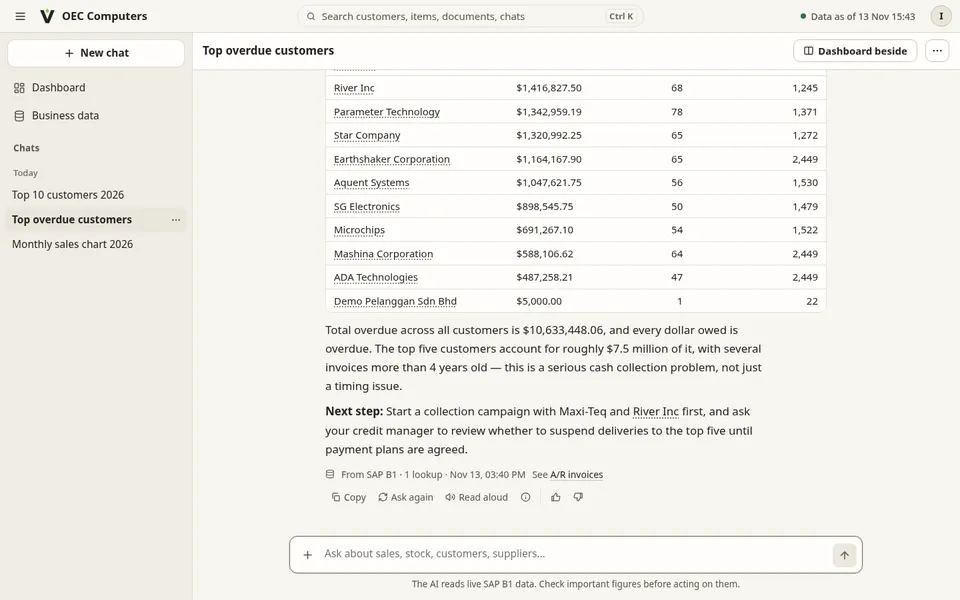 OEC Computers
Search customers, items, documents, chats
Ctrl K
Data as of 13 Nov 15:43
I
New chat
Dashboard
Business data
Chats
Today
Top 10 customers 2026
Top overdue customers
Monthly sales chart 2026
Top overdue customers
Dashboard beside
River Inc $1,416,827.50 68 1,245
Parameter Technology $1,342,959.19 78 1,371
Star Company $1,320,992.25 65 1,272
Earthshaker Corporation $1,164,167.90 65 2,449
Aquent Systems $1,047,621.75 56 1,530
SG Electronics $898,545.75 50 1,479
Microchips $691,267.10 54 1,522
Mashina Corporation $588,106.62 64 2,449
ADA Technologies $487,258.21 47 2,449
Demo Pelanggan Sdn Bhd $5,000.00 1 22
Total overdue across all customers is $10,633,448.06, and every dollar owed is
overdue. The top five customers account for roughly $7.5 million of it, with several
invoices more than 4 years old — this is a serious cash collection problem, not just
a timing issue.
Next step: Start a collection campaign with Maxi-Teq and River Inc first, and ask
your credit manager to review whether to suspend deliveries to the top five until
payment plans are agreed.
From SAP B1 · 1 lookup · Nov 13, 03:40 PM See A/R invoices
Copy Ask again Read aloud
Ask about sales, stock, customers, suppliers...
The AI reads live SAP B1 data. Check important figures before acting on them.